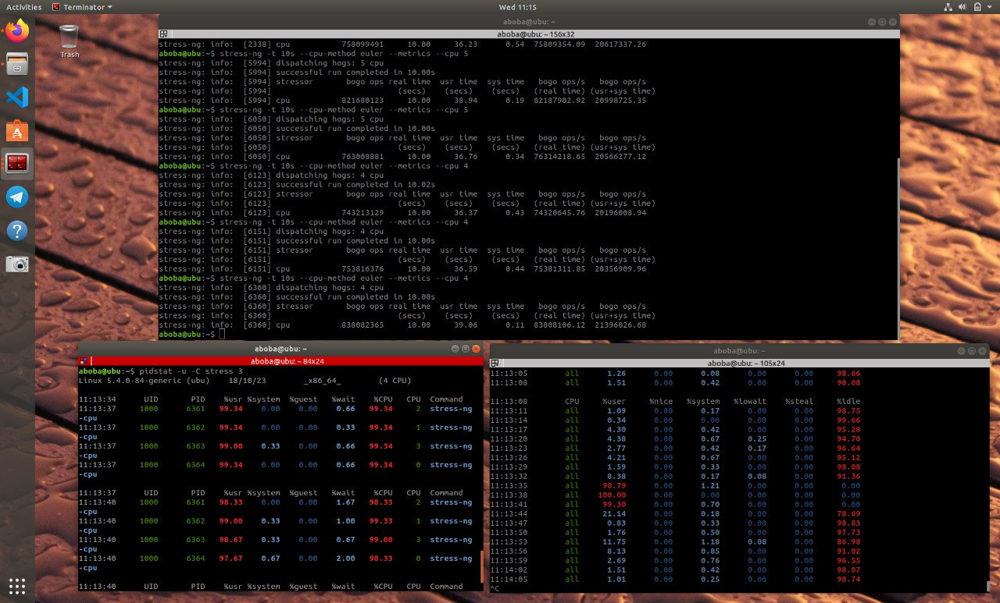 Activities Terminator Wed 11:15
Trash
aboba@ubu: ~
aboba@ubu: ~ 156x32
stress-ng: info:  [2338] cpu           758099491     10.00     36.23      0.54  75809354.09  20617337.26
aboba@ubu:~$ stress-ng -t 10s --cpu-method euler --metrics --cpu 5
stress-ng: info:  [5994] dispatching hogs: 5 cpu
stress-ng: info:  [5994] successful run completed in 10.00s
stress-ng: info:  [5994] stressor       bogo ops real time  usr time  sys time   bogo ops/s   bogo ops/s
stress-ng: info:  [5994]                           (secs)    (secs)    (secs)   (real time) (usr+sys time)
stress-ng: info:  [5994] cpu           821680123     10.00     38.94      0.19  82187902.92  20998725.35
aboba@ubu:~$ stress-ng -t 10s --cpu-method euler --metrics --cpu 5
stress-ng: info:  [6050] dispatching hogs: 5 cpu
stress-ng: info:  [6050] successful run completed in 10.00s
stress-ng: info:  [6050] stressor       bogo ops real time  usr time  sys time   bogo ops/s   bogo ops/s
stress-ng: info:  [6050]                           (secs)    (secs)    (secs)   (real time) (usr+sys time)
stress-ng: info:  [6050] cpu           763008881     10.00     36.76      0.34  76314218.65  20566277.12
aboba@ubu:~$ stress-ng -t 10s --cpu-method euler --metrics --cpu 4
stress-ng: info:  [6123] dispatching hogs: 4 cpu
stress-ng: info:  [6123] successful run completed in 10.02s
stress-ng: info:  [6123] stressor       bogo ops real time  usr time  sys time   bogo ops/s   bogo ops/s
stress-ng: info:  [6123]                           (secs)    (secs)    (secs)   (real time) (usr+sys time)
stress-ng: info:  [6123] cpu           743213129     10.00     36.37      0.43  74320645.76  20196008.94
aboba@ubu:~$ stress-ng -t 10s --cpu-method euler --metrics --cpu 4
stress-ng: info:  [6151] dispatching hogs: 4 cpu
stress-ng: info:  [6151] successful run completed in 10.00s
stress-ng: info:  [6151] stressor       bogo ops real time  usr time  sys time   bogo ops/s   bogo ops/s
stress-ng: info:  [6151]                           (secs)    (secs)    (secs)   (real time) (usr+sys time)
stress-ng: info:  [6151] cpu           753816376     10.00     36.59      0.44  75381311.85  20356909.96
aboba@ubu:~$ stress-ng -t 10s --cpu-method euler --metrics --cpu 4
stress-ng: info:  [6360] dispatching hogs: 4 cpu
stress-ng: info:  [6360] successful run completed in 10.00s
stress-ng: info:  [6360] stressor       bogo ops real time  usr time  sys time   bogo ops/s   bogo ops/s
stress-ng: info:  [6360]                           (secs)    (secs)    (secs)   (real time) (usr+sys time)
stress-ng: info:  [6360] cpu           838082365     10.00     39.06      0.11  83808106.12  21396026.68
aboba@ubu:~$
aboba@ubu: ~
aboba@ubu: ~ 84x24
aboba@ubu:~$ pidstat -u -C stress 3
Linux 5.4.0-84-generic (ubu)    18/10/23        _x86_64_        (4 CPU)
11:13:34      UID       PID    %usr %system  %guest   %wait    %CPU   CPU  Command
11:13:37     1000      6361   99.34    0.00    0.00    0.66   99.34     2  stress-ng
-cpu
11:13:37     1000      6362   99.34    0.00    0.00    0.33   99.34     1  stress-ng
-cpu
11:13:37     1000      6363   99.00    0.33    0.00    0.66   99.34     3  stress-ng
-cpu
11:13:37     1000      6364   99.34    0.00    0.00    0.66   99.34     0  stress-ng
-cpu
11:13:37      UID       PID    %usr %system  %guest   %wait    %CPU   CPU  Command
11:13:40     1000      6361   98.33    0.00    0.00    1.67   98.33     2  stress-ng
-cpu
11:13:40     1000      6362   99.00    0.33    0.00    1.00   99.33     1  stress-ng
-cpu
11:13:40     1000      6363   98.67    0.33    0.00    0.67   99.00     3  stress-ng
-cpu
11:13:40     1000      6364   97.67    0.67    0.00    2.00   98.33     0  stress-ng
-cpu
11:13:40      UID       PID    %usr %system  %guest   %wait    %CPU   CPU  Command
aboba@ubu: ~
aboba@ubu: ~ 105x24
11:13:05        all      1.26      0.00      0.08      0.00      0.00     98.66
11:13:08        all      1.51      0.00      0.42      0.00      0.00     98.08
11:13:08        CPU     %user     %nice   %system   %iowait    %steal     %idle
11:13:11        all      1.09      0.00      0.17      0.00      0.00     98.75
11:13:14        all      0.34      0.00      0.00      0.00      0.00     99.66
11:13:17        all      4.30      0.00      0.42      0.00      0.00     95.28
11:13:20        all      4.38      0.00      0.67      0.25      0.00     94.70
11:13:23        all      2.77      0.00      0.42      0.17      0.00     96.64
11:13:26        all      4.21      0.00      0.67      0.00      0.00     95.12
11:13:29        all      1.59      0.00      0.33      0.00      0.00     98.08
11:13:32        all      8.38      0.00      0.17      0.08      0.00     91.36
11:13:35        all     98.79      0.00      1.21      0.00      0.00      0.00
11:13:38        all    100.00      0.00      0.00      0.00      0.00      0.00
11:13:41        all     99.30      0.00      0.70      0.00      0.00      0.00
11:13:44        all     21.14      0.00      0.18      0.00      0.00     78.69
11:13:47        all      0.83      0.00      0.33      0.00      0.00     98.83
11:13:50        all      1.76      0.00      0.50      0.00      0.00     97.73
11:13:53        all     11.75      0.00      1.18      0.08      0.00     86.98
11:13:56        all      8.13      0.00      0.85      0.00      0.00     91.02
11:13:59        all      2.69      0.00      0.76      0.00      0.00     96.55
11:14:02        all      1.51      0.00      0.42      0.00      0.00     98.07
11:14:05        all      1.01      0.00      0.25      0.00      0.00     98.74
^C